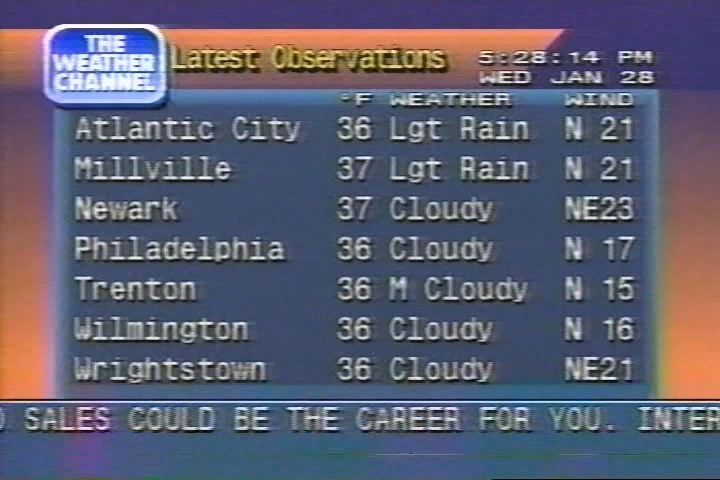 THE
WEATHER
CHANNEL
Latest Observations 5:28:14 PM
WED JAN 28
°F WEATHER WIND
Atlantic City 36 Lgt Rain N 21
Millville 37 Lgt Rain N 21
Newark 37 Cloudy NE23
Philadelphia 36 Cloudy N 17
Trenton 36 M Cloudy N 15
Wilmington 36 Cloudy N 16
Wrightstown 36 Cloudy NE21
SALES COULD BE THE CAREER FOR YOU. INTER